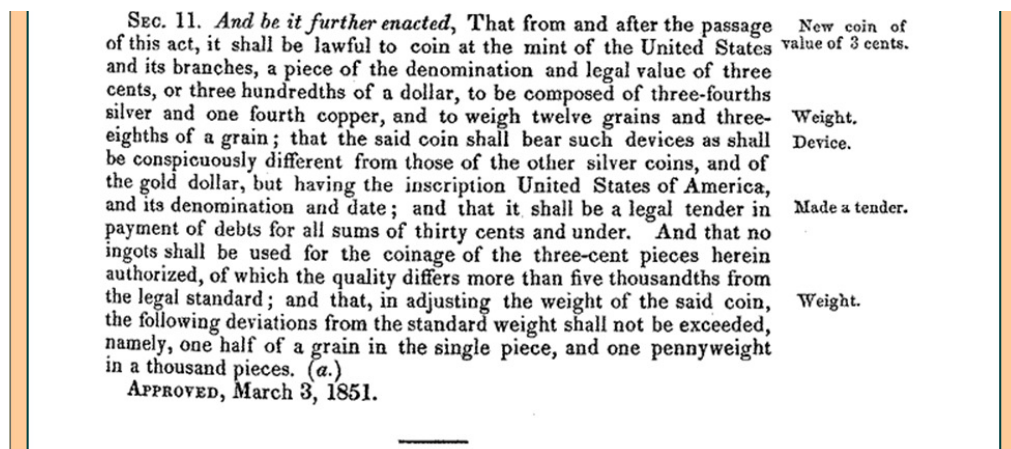 SEC. 11. And be it further enacted, That from and after the passage
of this act, it shall be lawful to coin at the mint of the United States
and its branches, a piece of the denomination and legal value of three
cents, or three hundredths of a dollar, to be composed of three-fourths
silver and one fourth copper, and to weigh twelve grains and three-
eighths of a grain; that the said coin shall bear such devices as shall
be conspicuously different from those of the other silver coins, and of
the gold dollar, but having the inscription United States of America,
and its denomination and date; and that it shall be a legal tender in
payment of debts for all sums of thirty cents and under. And that no
ingots shall be used for the coinage of the three-cent pieces herein
authorized, of which the quality differs more than five thousandths from
the legal standard; and that, in adjusting the weight of the said coin,
the following deviations from the standard weight shall not be exceeded,
namely, one half of a grain in the single piece, and one pennyweight
in a thousand pieces. (a.)
APPROVED, March 3, 1851.
New coin of
value of 3 cents.
Weight.
Device.
Made a tender.
Weight.